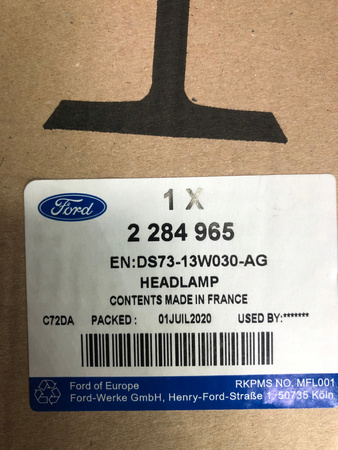 Ford
1 X
2 284 965
EN:DS73-13W030-AG
HEADLAMP
CONTENTS MADE IN FRANCE
C72DA PACKED : 01JUIL2020 USED BY:*******
Ford of Europe RKPMS NO. MFL001
Ford-Werke GmbH, Henry-Ford-Straße 1, 50735 Köln